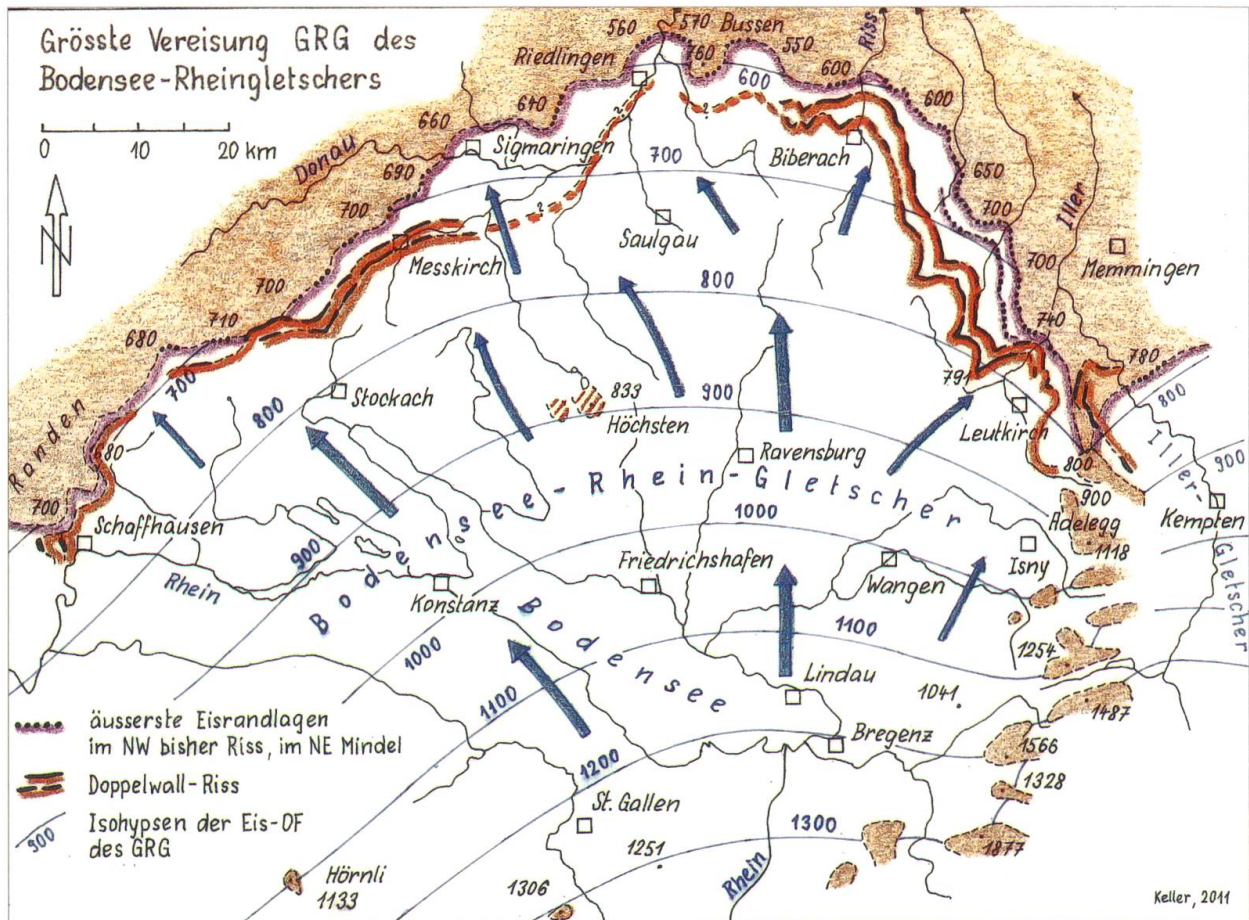 Grösste Vereisung GRG des
Bodensee-Rheingletschers
0 10 20 km
N
560
570
Bussen
Riss
Riedlingen
760
550
600
600
600
640
660
Sigmaringen
Biberach
Donau
690
700
650
Iller
700
Saulgau
700
Messkirch
700
Memmingen
700
800
710
740
680
780
700
Stockach
800
833
Höchsten
900
791
Leutkirch
800
Iller-
Gletscher
Randen
680
Ravensburg
800
900
900
700
Bodensee-Rhein-Gletscher
Adelegg
Kempten
Schaffhausen
1000
1118
900
Friedrichshafen
Isny
Rhein
Konstanz
Wangen
Bodensee
1000
1100
1254
1100
Lindau
1041
1487
äusserste Eisrandlagen
im NW bisher Riss, im NE Mindel
Bregenz
1200
1566
Doppelwall-Riss
1328
St. Gallen
900
Isohypsen der Eis-OF
des GRG
1300
1251
1877
Hörnli
1133
1306
Rhein
Keller, 2011